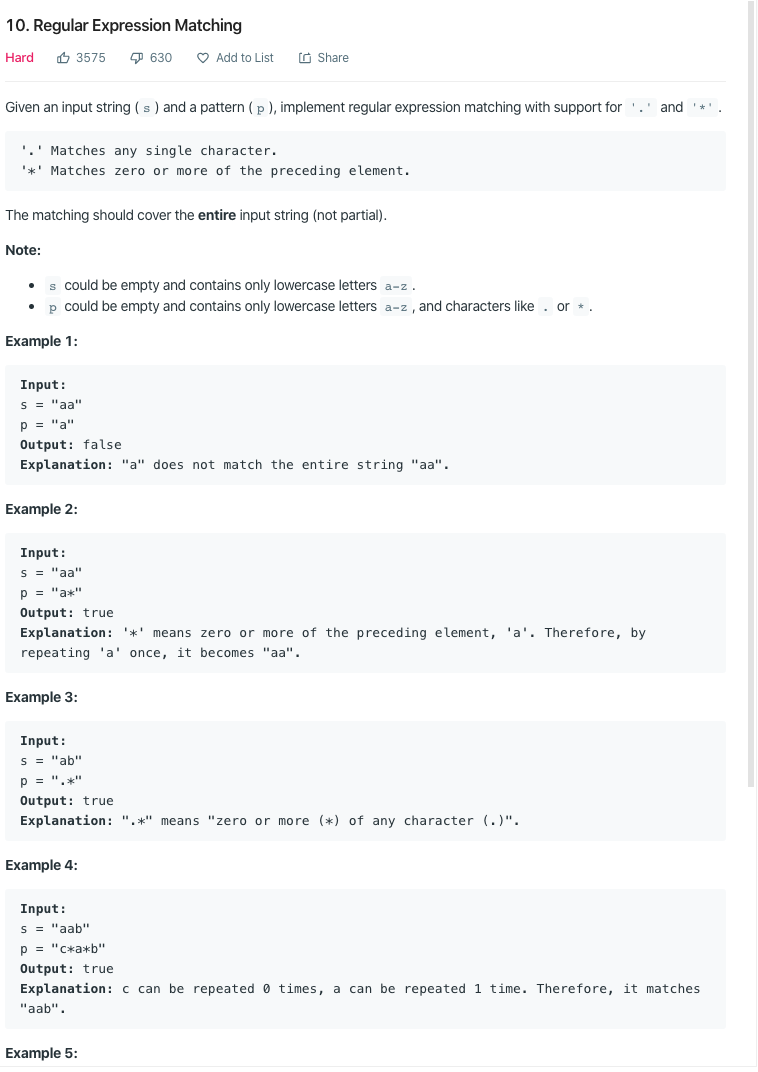 10. Regular Expression Matching
Hard 3575 630 Add to List Share
Given an input string ( s ) and a pattern ( p ), implement regular expression matching with support for '.' and '*' .
'.' Matches any single character.
'*' Matches zero or more of the preceding element.
The matching should cover the entire input string (not partial).
Note:
• s could be empty and contains only lowercase letters a-z .
• p could be empty and contains only lowercase letters a-z , and characters like . or * .
Example 1:
Input:
s = "aa"
p = "a"
Output: false
Explanation: "a" does not match the entire string "aa".
Example 2:
Input:
s = "aa"
p = "a*"
Output: true
Explanation: '*' means zero or more of the preceding element, 'a'. Therefore, by
repeating 'a' once, it becomes "aa".
Example 3:
Input:
s = "ab"
p = ".*"
Output: true
Explanation: ".*" means "zero or more (*) of any character (.)".
Example 4:
Input:
s = "aab"
p = "c*a*b"
Output: true
Explanation: c can be repeated 0 times, a can be repeated 1 time. Therefore, it matches
"aab".
Example 5: